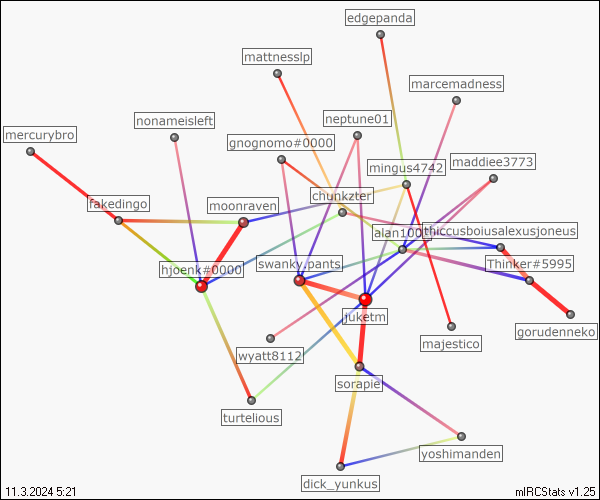 edgepanda
mattnesslp
marcemadness
nonameisleft
neptune01
mercurybro
gnognomo#0000
maddiee3773
mingus4742
chunkzter
fakedingo
moonraven
thiccusboiusalexusjoneus
swanky.pants
hjoenk#0000
Thinker#5995
juketm
gorudenneko
majestico
wyatt8112
sorapie
turtelious
yoshimanden
dick_yunkus
11.3.2024 5:21
mIRCStats v1.25